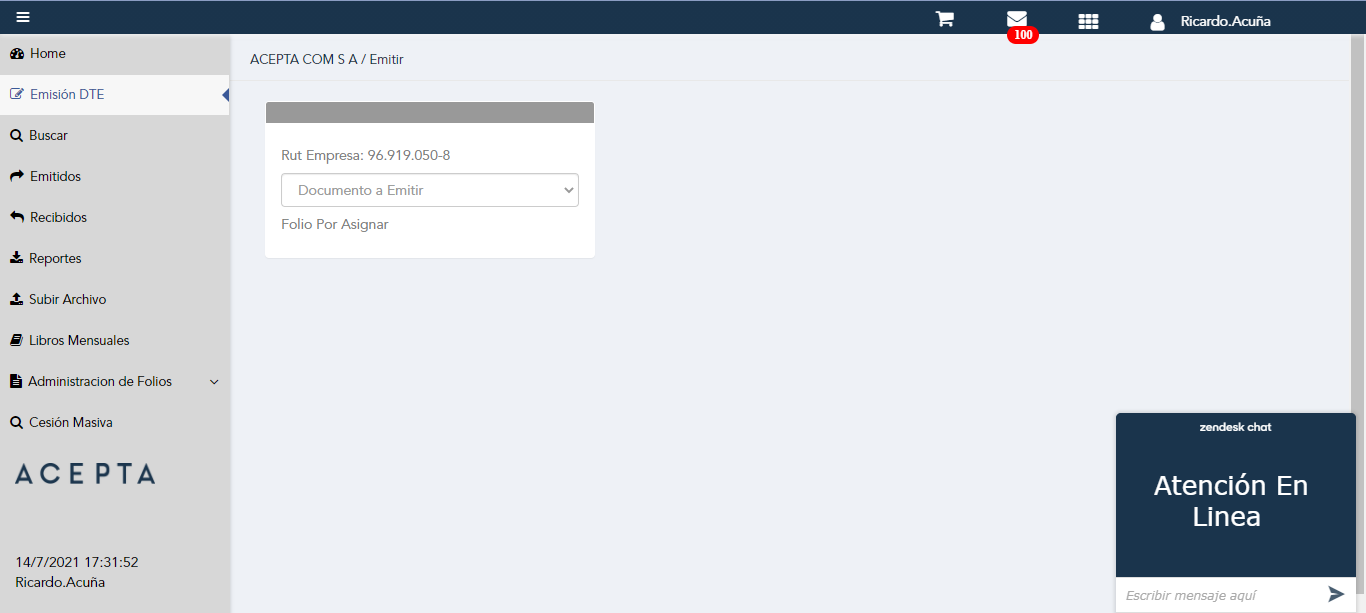 Ricardo.Acuña
100
Home
Emisión DTE
Buscar
Emitidos
Recibidos
Reportes
Subir Archivo
Libros Mensuales
Administracion de Folios
Cesión Masiva
ACEPTA
14/7/2021 17:31:52
Ricardo.Acuña
ACEPTA COM S A / Emitir
Rut Empresa: 96.919.050-8
Documento a Emitir
Folio Por Asignar
zendesk chat
Atención En
Linea
Escribir mensaje aquí